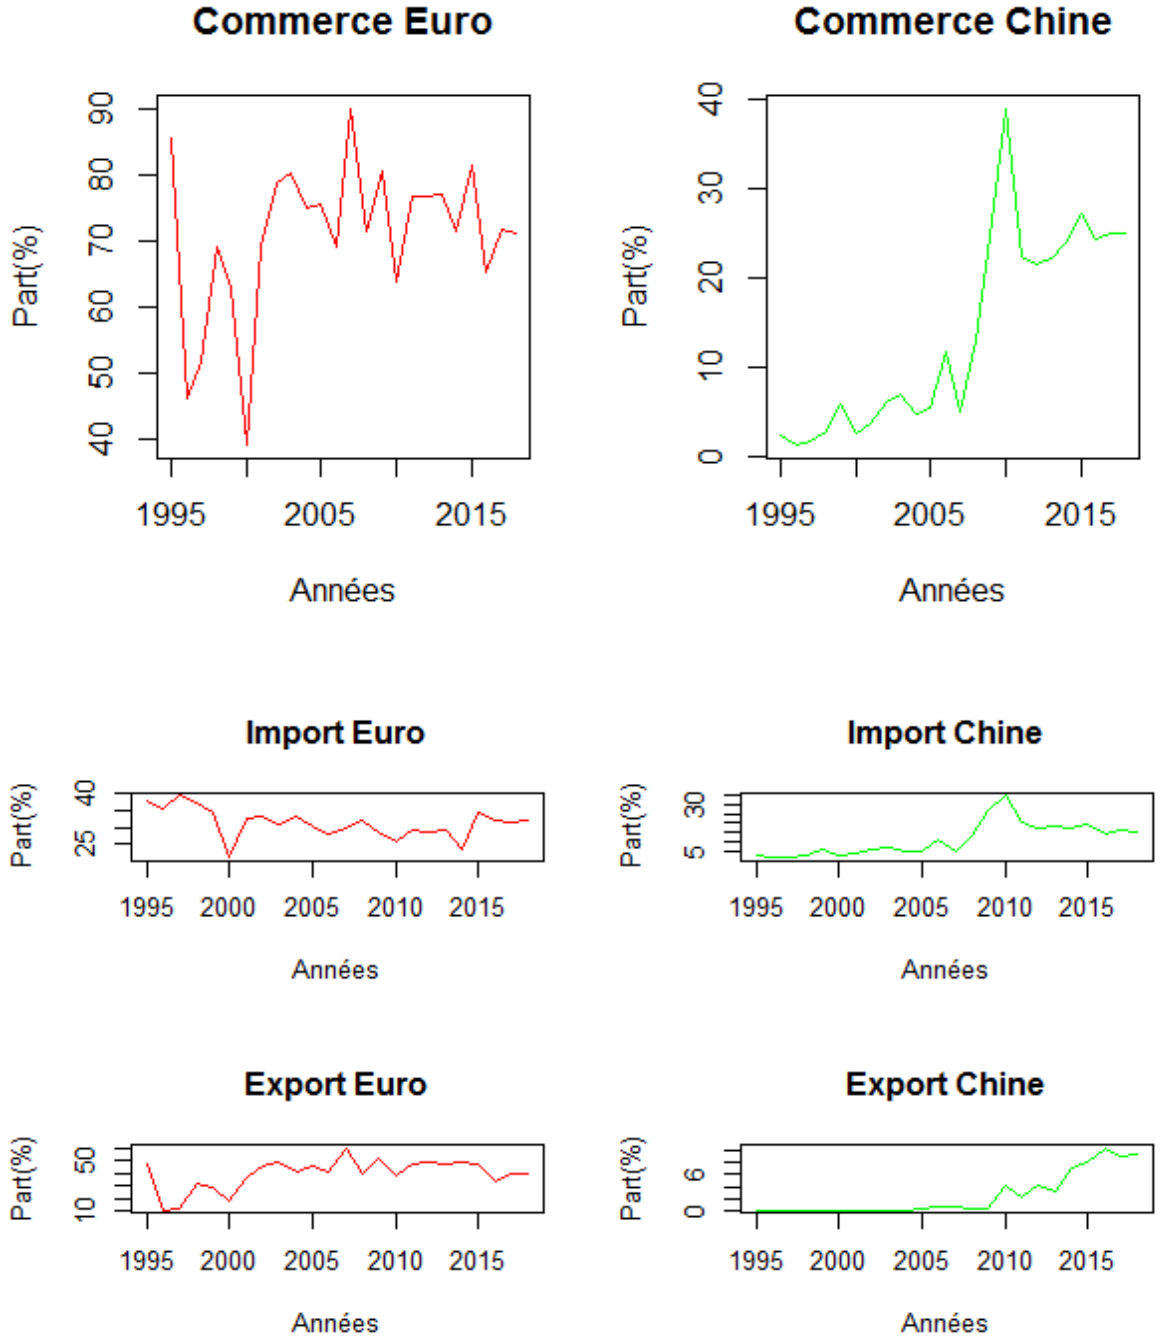 Commerce Euro
Part(%)
90
80
70
60
50
40
1995 2005 2015
Années
Commerce Chine
Part(%)
40
30
20
10
0
1995 2005 2015
Années
Import Euro
Part(%)
40
25
1995 2000 2005 2010 2015
Années
Import Chine
Part(%)
30
5
1995 2000 2005 2010 2015
Années
Export Euro
Part(%)
50
10
1995 2000 2005 2010 2015
Années
Export Chine
Part(%)
6
0
1995 2000 2005 2010 2015
Années